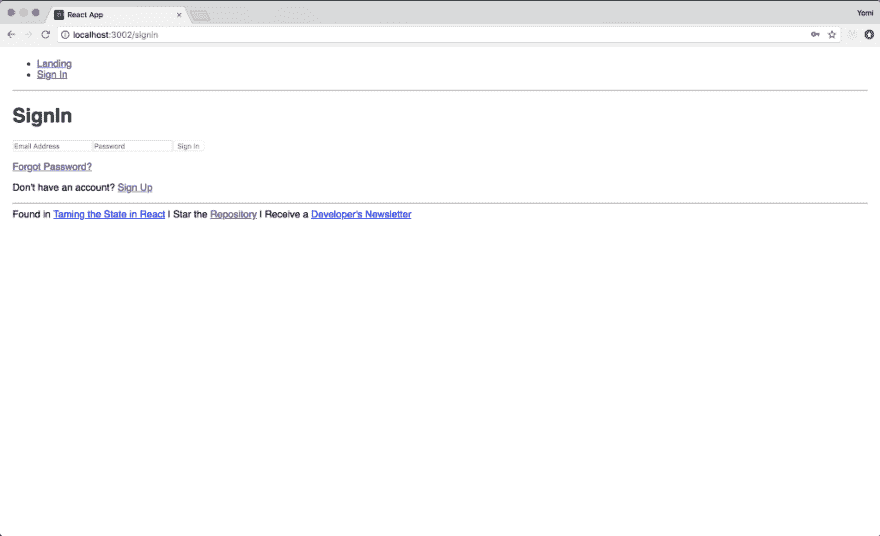 React App
Yomi
localhost:3002/signin
Landing
Sign In
SignIn
Email Address Password Sign In
Forgot Password?
Don't have an account? Sign Up
Found in Taming the State in React | Star the Repository | Receive a Developer's Newsletter